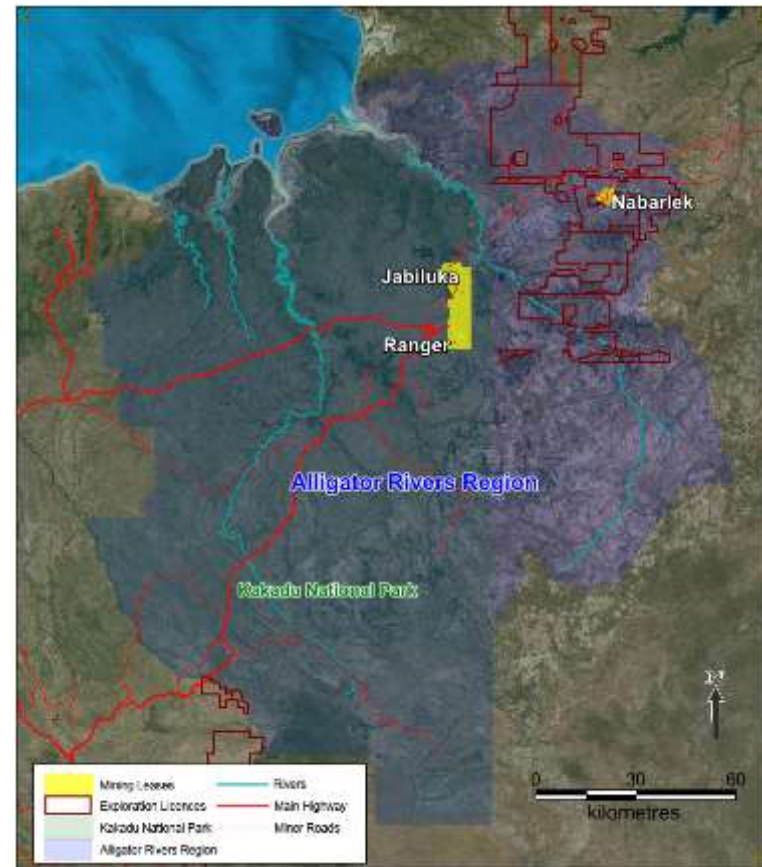 Nabarlek
Jabiluka
Ranger
Alligator Rivers Region
Kakadu National Park
N
0 30 60
kilometres
Mining Leases
Exploration Licences
Kakadu National Park
Alligator Rivers Region
Rivers
Main Highway
Minor Roads